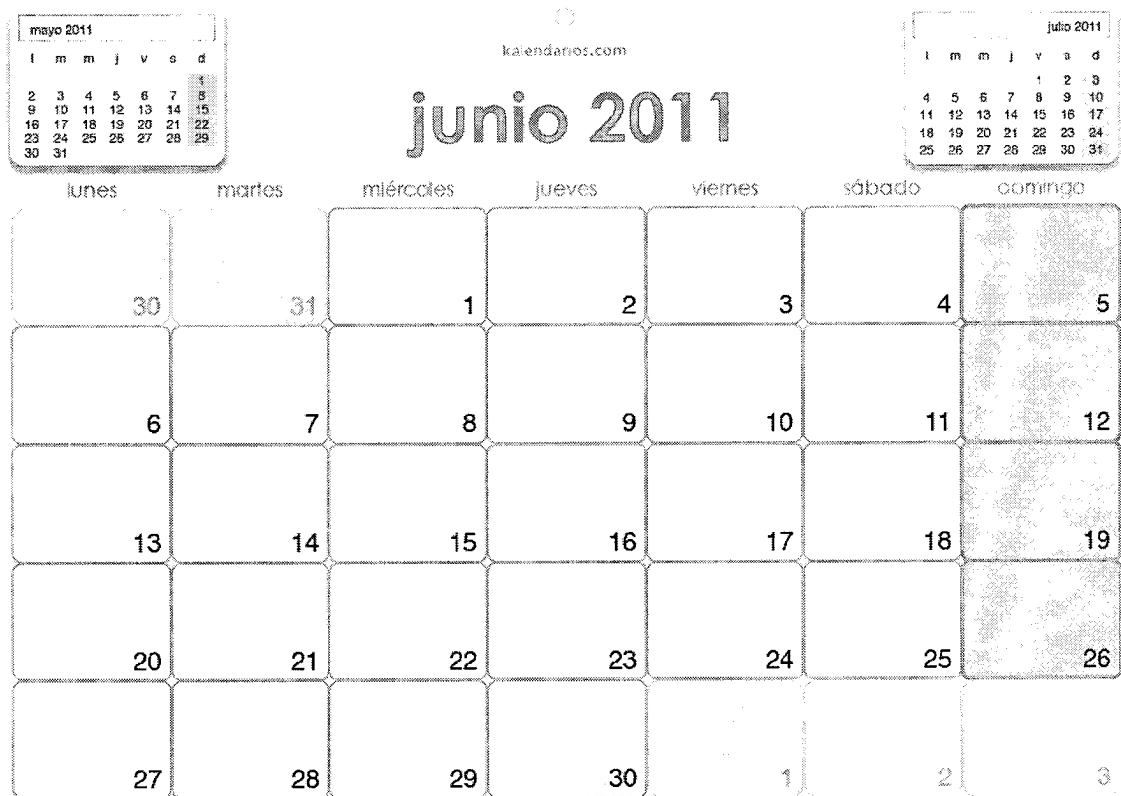 mayo 2011
l m m j v s d
1
2 3 4 5 6 7 8
9 10 11 12 13 14 15
16 17 18 19 20 21 22
23 24 25 26 27 28 29
30 31
kalendarios.com
junio 2011
julio 2011
l m m j v s d
1 2 3
4 5 6 7 8 9 10
11 12 13 14 15 16 17
18 19 20 21 22 23 24
25 26 27 28 29 30 31
lunes martes miércoles jueves viernes sábado domingo
30 31 1 2 3 4 5
6 7 8 9 10 11 12
13 14 15 16 17 18 19
20 21 22 23 24 25 26
27 28 29 30 1 2 3